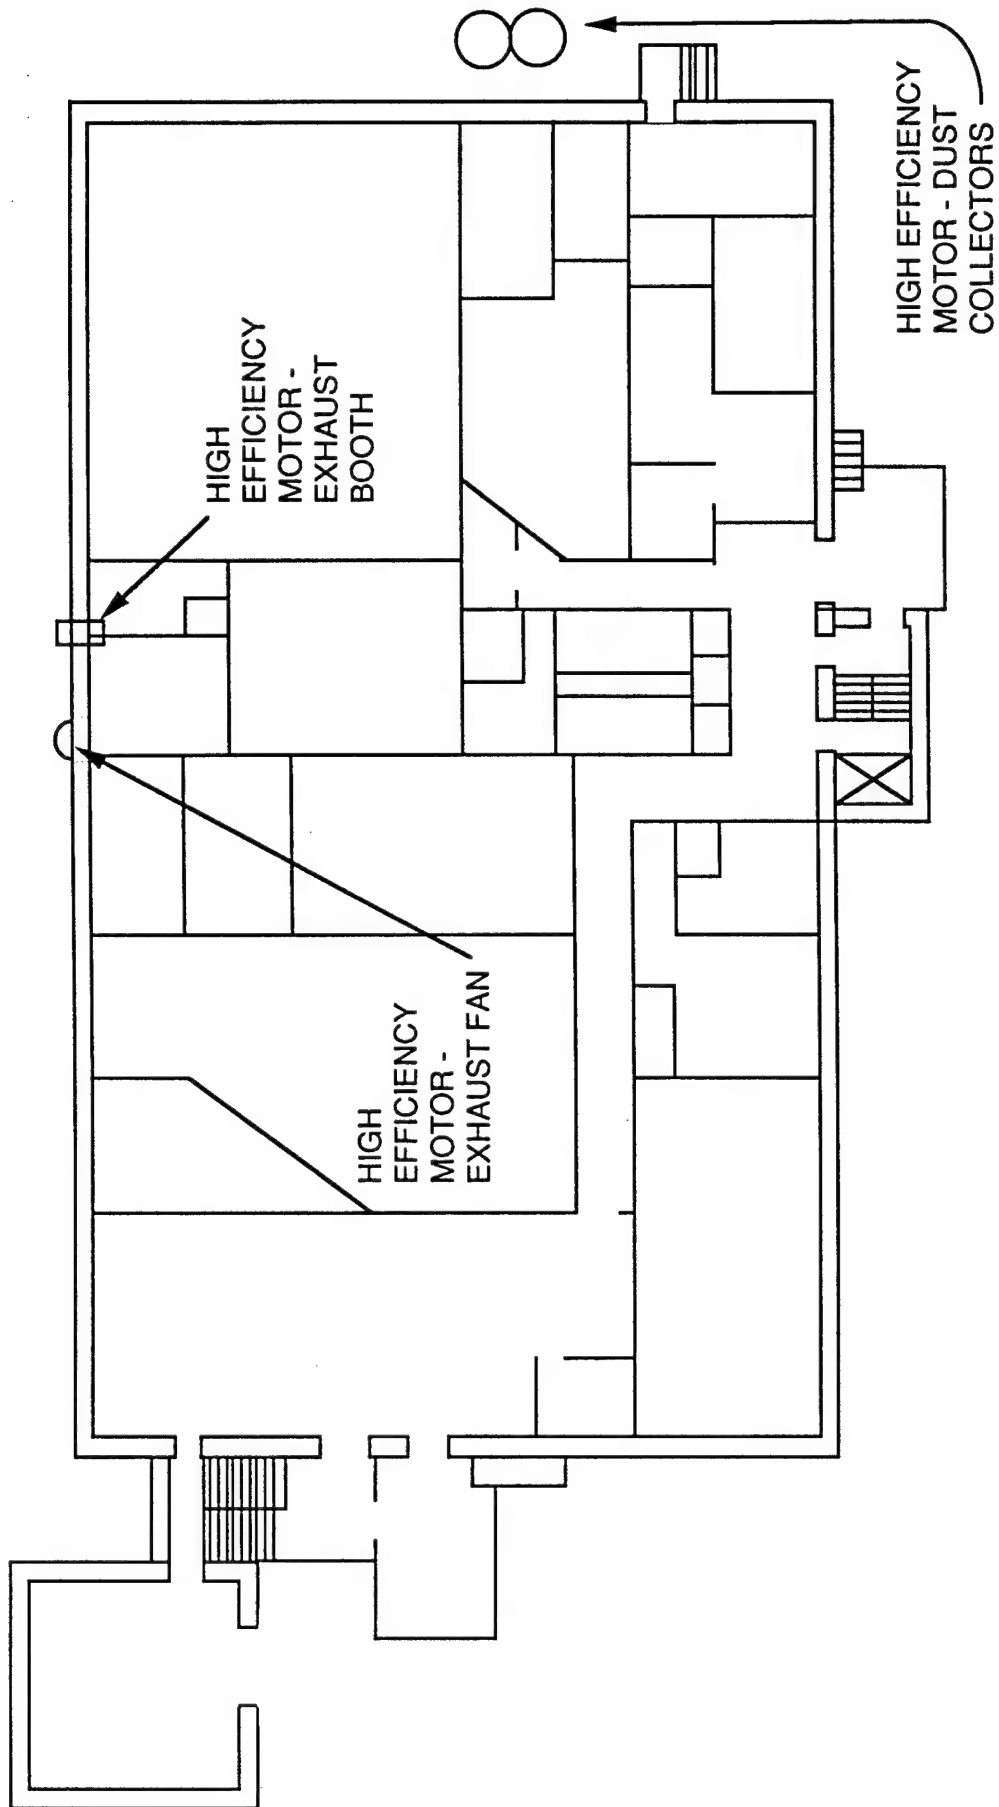 HIGH EFFICIENCY
MOTOR - DUST
COLLECTORS
HIGH
EFFICIENCY
MOTOR -
EXHAUST
BOOTH
HIGH
EFFICIENCY
MOTOR -
EXHAUST FAN